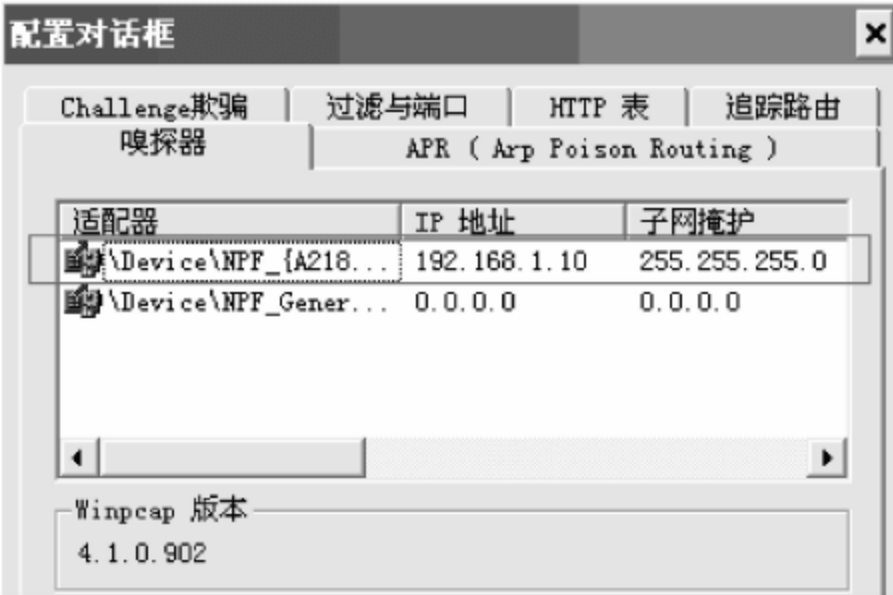 配置对话框
Challenge欺骗 过滤与端口 HTTP 表 追踪路由
嗅探器 APR ( Arp Poison Routing )
适配器 IP 地址 子网掩护
\Device\NPF_{A218... 192.168.1.10 255.255.255.0
\Device\NPF_Gener... 0.0.0.0 0.0.0.0
Winpcap 版本
4.1.0.902